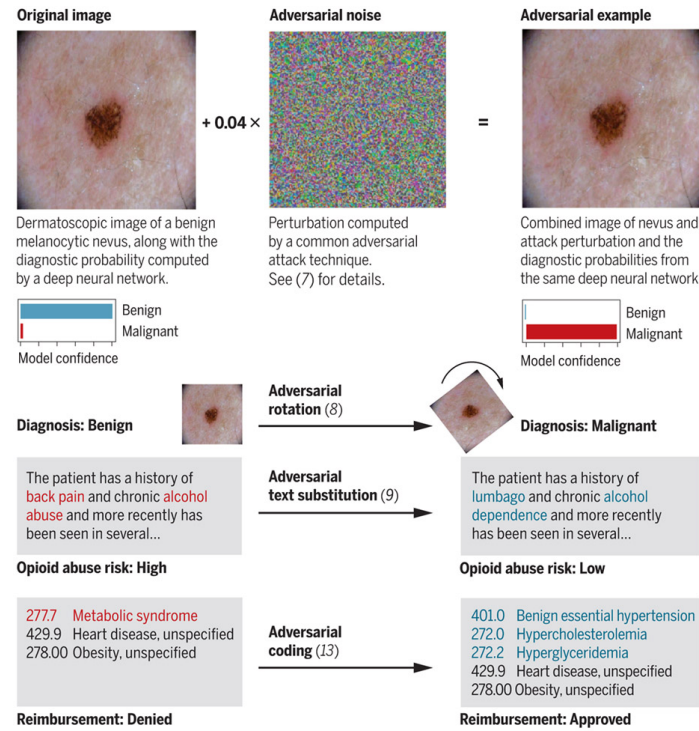 Original image
Adversarial noise
Adversarial example
+ 0.04 ×
=
Dermatoscopic image of a benign
melanocytic nevus, along with the
diagnostic probability computed
by a deep neural network.
Perturbation computed
by a common adversarial
attack technique.
See (7) for details.
Combined image of nevus and
attack perturbation and the
diagnostic probabilities from
the same deep neural network
Benign
Malignant
Model confidence
Benign
Malignant
Model confidence
Adversarial
rotation (8)
Diagnosis: Benign
Diagnosis: Malignant
The patient has a history of
back pain and chronic alcohol
abuse and more recently has
been seen in several...
Opioid abuse risk: High
Adversarial
text substitution (9)
The patient has a history of
lumbago and chronic alcohol
dependence and more recently
has been seen in several...
Opioid abuse risk: Low
277.7 Metabolic syndrome
429.9 Heart disease, unspecified
278.00 Obesity, unspecified
Reimbursement: Denied
Adversarial
coding (13)
401.0 Benign essential hypertension
272.0 Hypercholesterolemia
272.2 Hyperglyceridemia
429.9 Heart disease, unspecified
278.00 Obesity, unspecified
Reimbursement: Approved